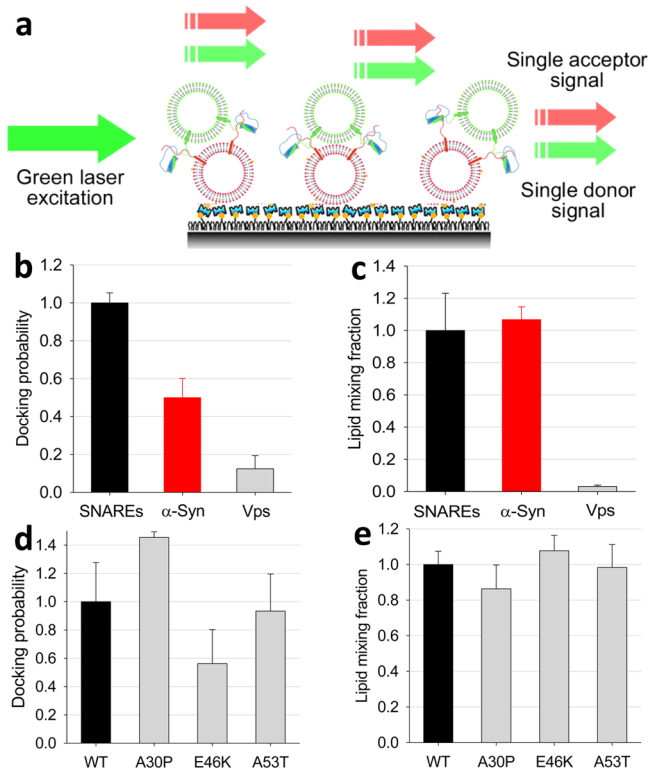 a
Green laser
excitation
Single acceptor
signal
Single donor
signal
b
Docking probability
1.2
1.0
0.8
0.6
0.4
0.2
0.0
SNAREs α-Syn Vps
c
Lipid mixing fraction
1.4
1.2
1.0
0.8
0.6
0.4
0.2
0.0
SNAREs α-Syn Vps
d
Docking probability
1.4
1.2
1.0
0.8
0.6
0.4
0.2
0.0
WT A30P E46K A53T
e
Lipid mixing fraction
1.2
1.0
0.8
0.6
0.4
0.2
0.0
WT A30P E46K A53T